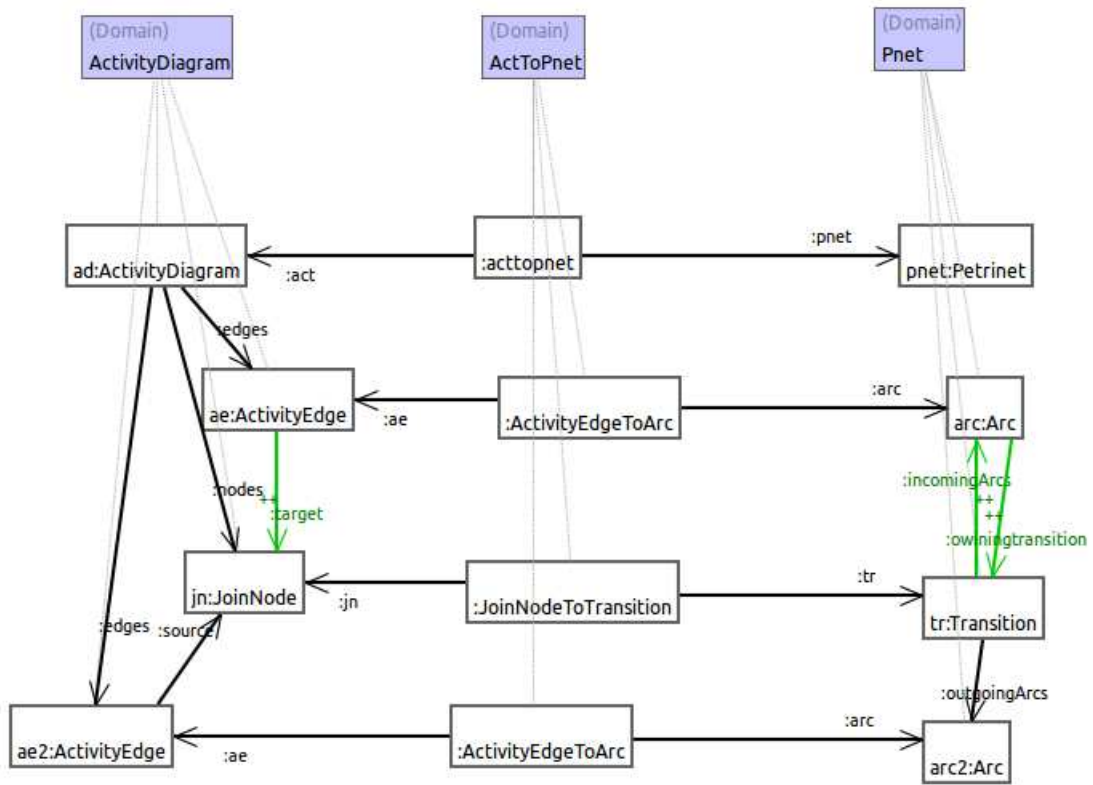 (Domain)
ActivityDiagram
(Domain)
ActToPnet
(Domain)
Pnet
ad:ActivityDiagram
:act
:acttopnet
:pnet
pnet:Petrinet
:edges
ae:ActivityEdge
:ae
:ActivityEdgeToArc
:arc
arc:Arc
:nodes
++
:target
:incomingArcs
++
++
:owningtransition
jn:JoinNode
:jn
:JoinNodeToTransition
:tr
tr:Transition
:edges
:source
:outgoingArcs
ae2:ActivityEdge
:ae
:ActivityEdgeToArc
:arc
arc2:Arc